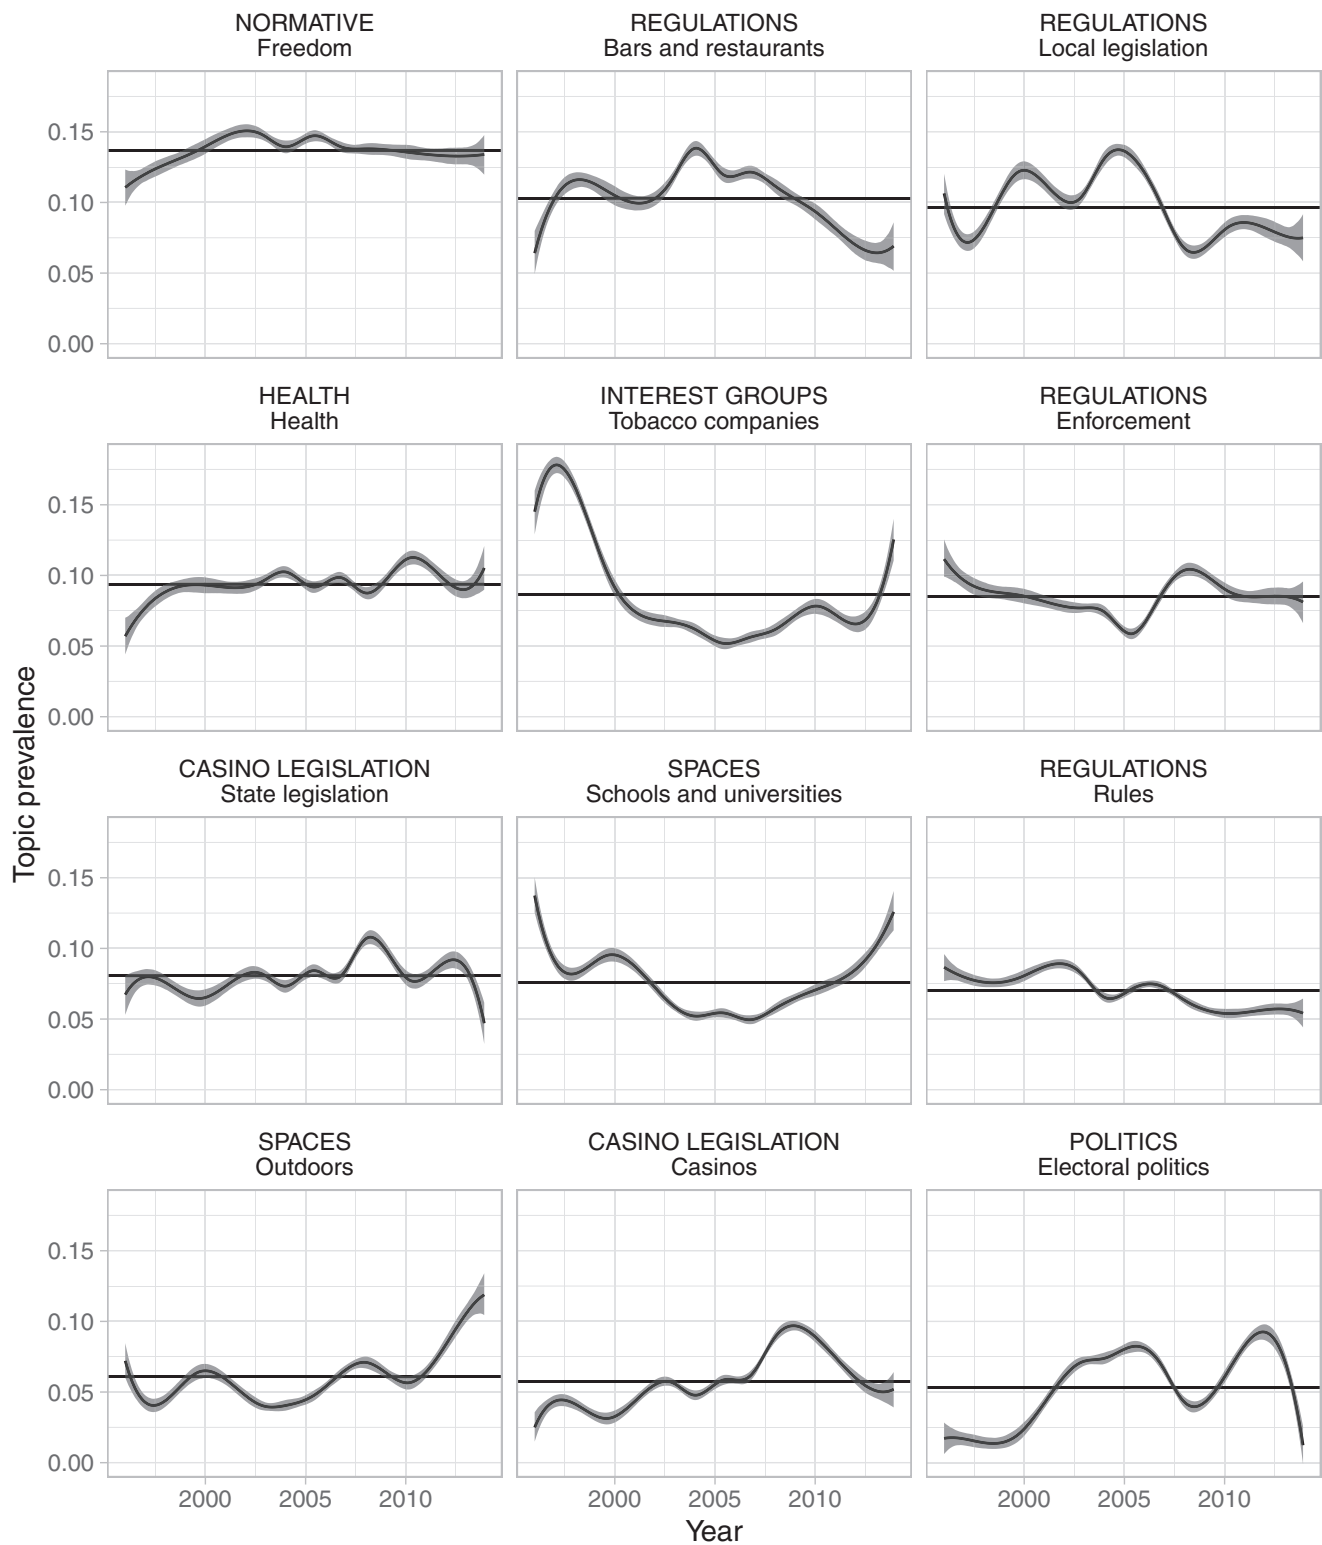 NORMATIVE
Freedom
REGULATIONS
Bars and restaurants
REGULATIONS
Local legislation
0.15
0.10
0.05
0.00
HEALTH
Health
INTEREST GROUPS
Tobacco companies
REGULATIONS
Enforcement
0.15
0.10
0.05
0.00
CASINO LEGISLATION
State legislation
SPACES
Schools and universities
REGULATIONS
Rules
0.15
0.10
0.05
0.00
SPACES
Outdoors
CASINO LEGISLATION
Casinos
POLITICS
Electoral politics
0.15
0.10
0.05
0.00
2000 2005 2010
2000 2005 2010
2000 2005 2010
Topic prevalence
Year